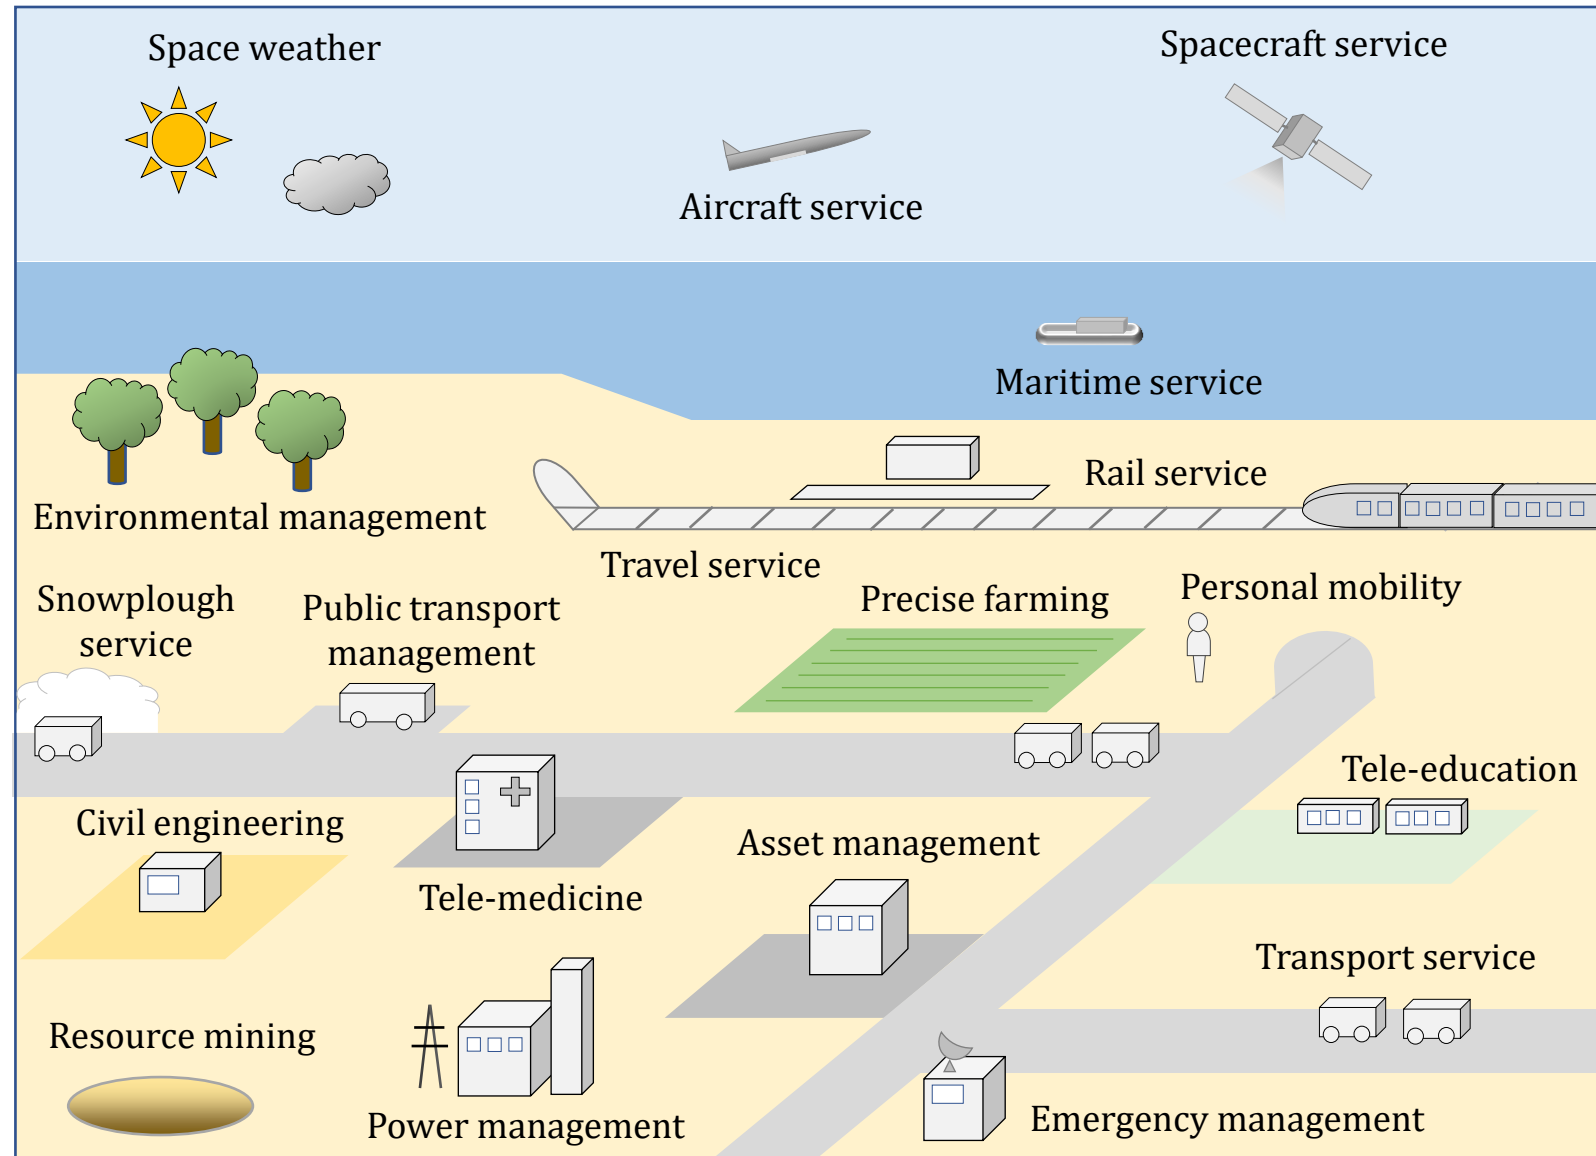 Space weather
Spacecraft service
Aircraft service
Maritime service
Rail service
Environmental management
Travel service
Personal mobility
Snowplough
service
Public transport
management
Precise farming
Tele-education
Civil engineering
Asset management
Tele-medicine
Transport service
Resource mining
Power management
Emergency management